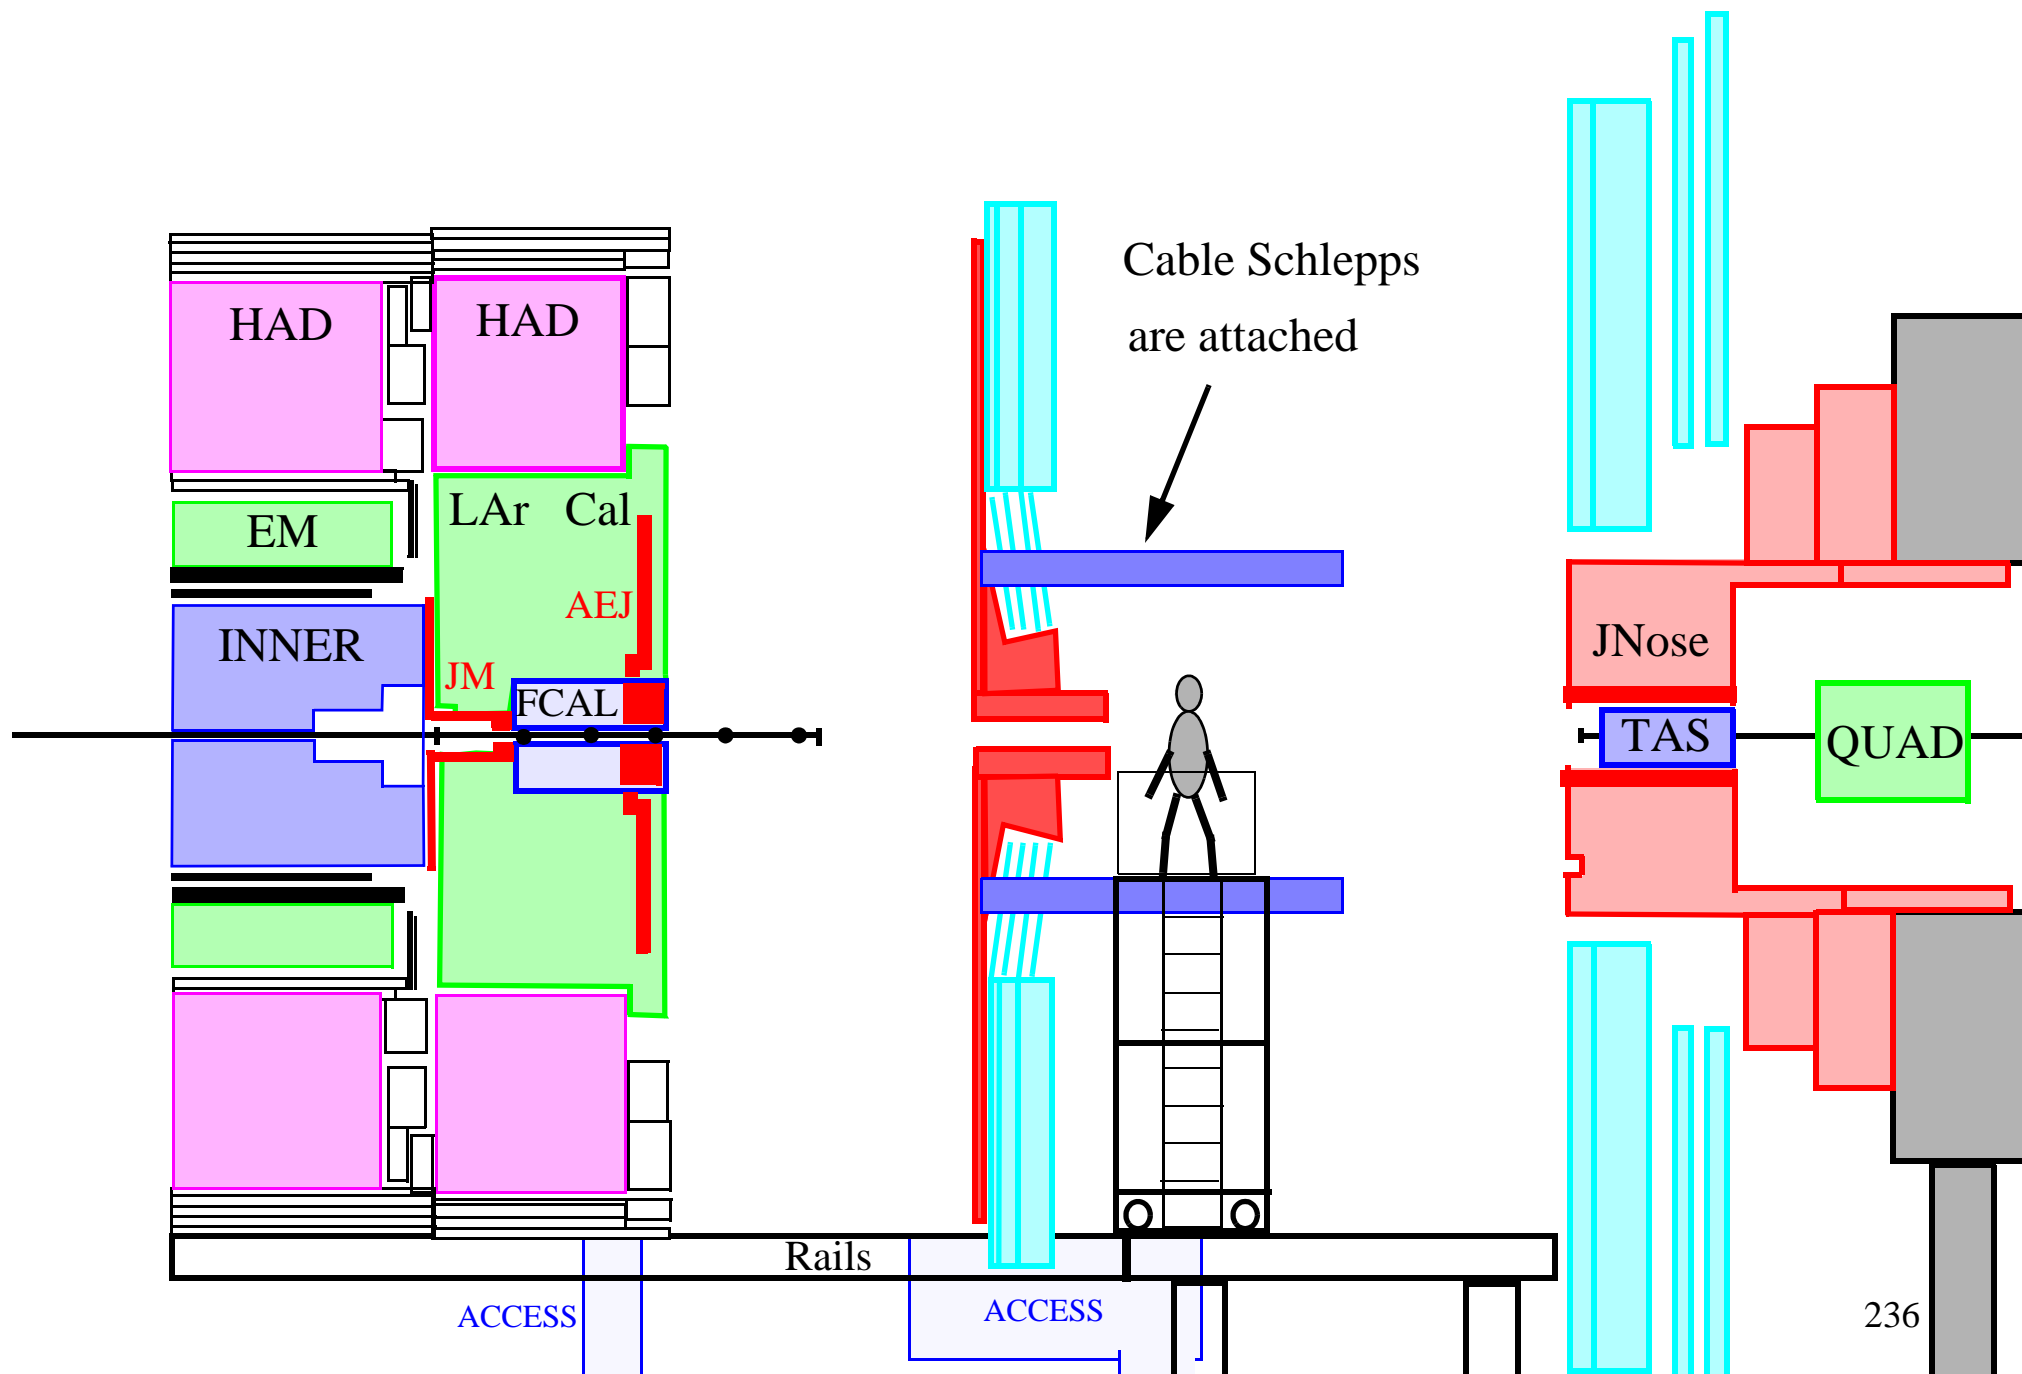 Cable Schlepps
are attached
HAD
HAD
LAr Cal
EM
AEJ
INNER
JM
FCAL
JNose
TAS
QUAD
Rails
ACCESS
ACCESS
236